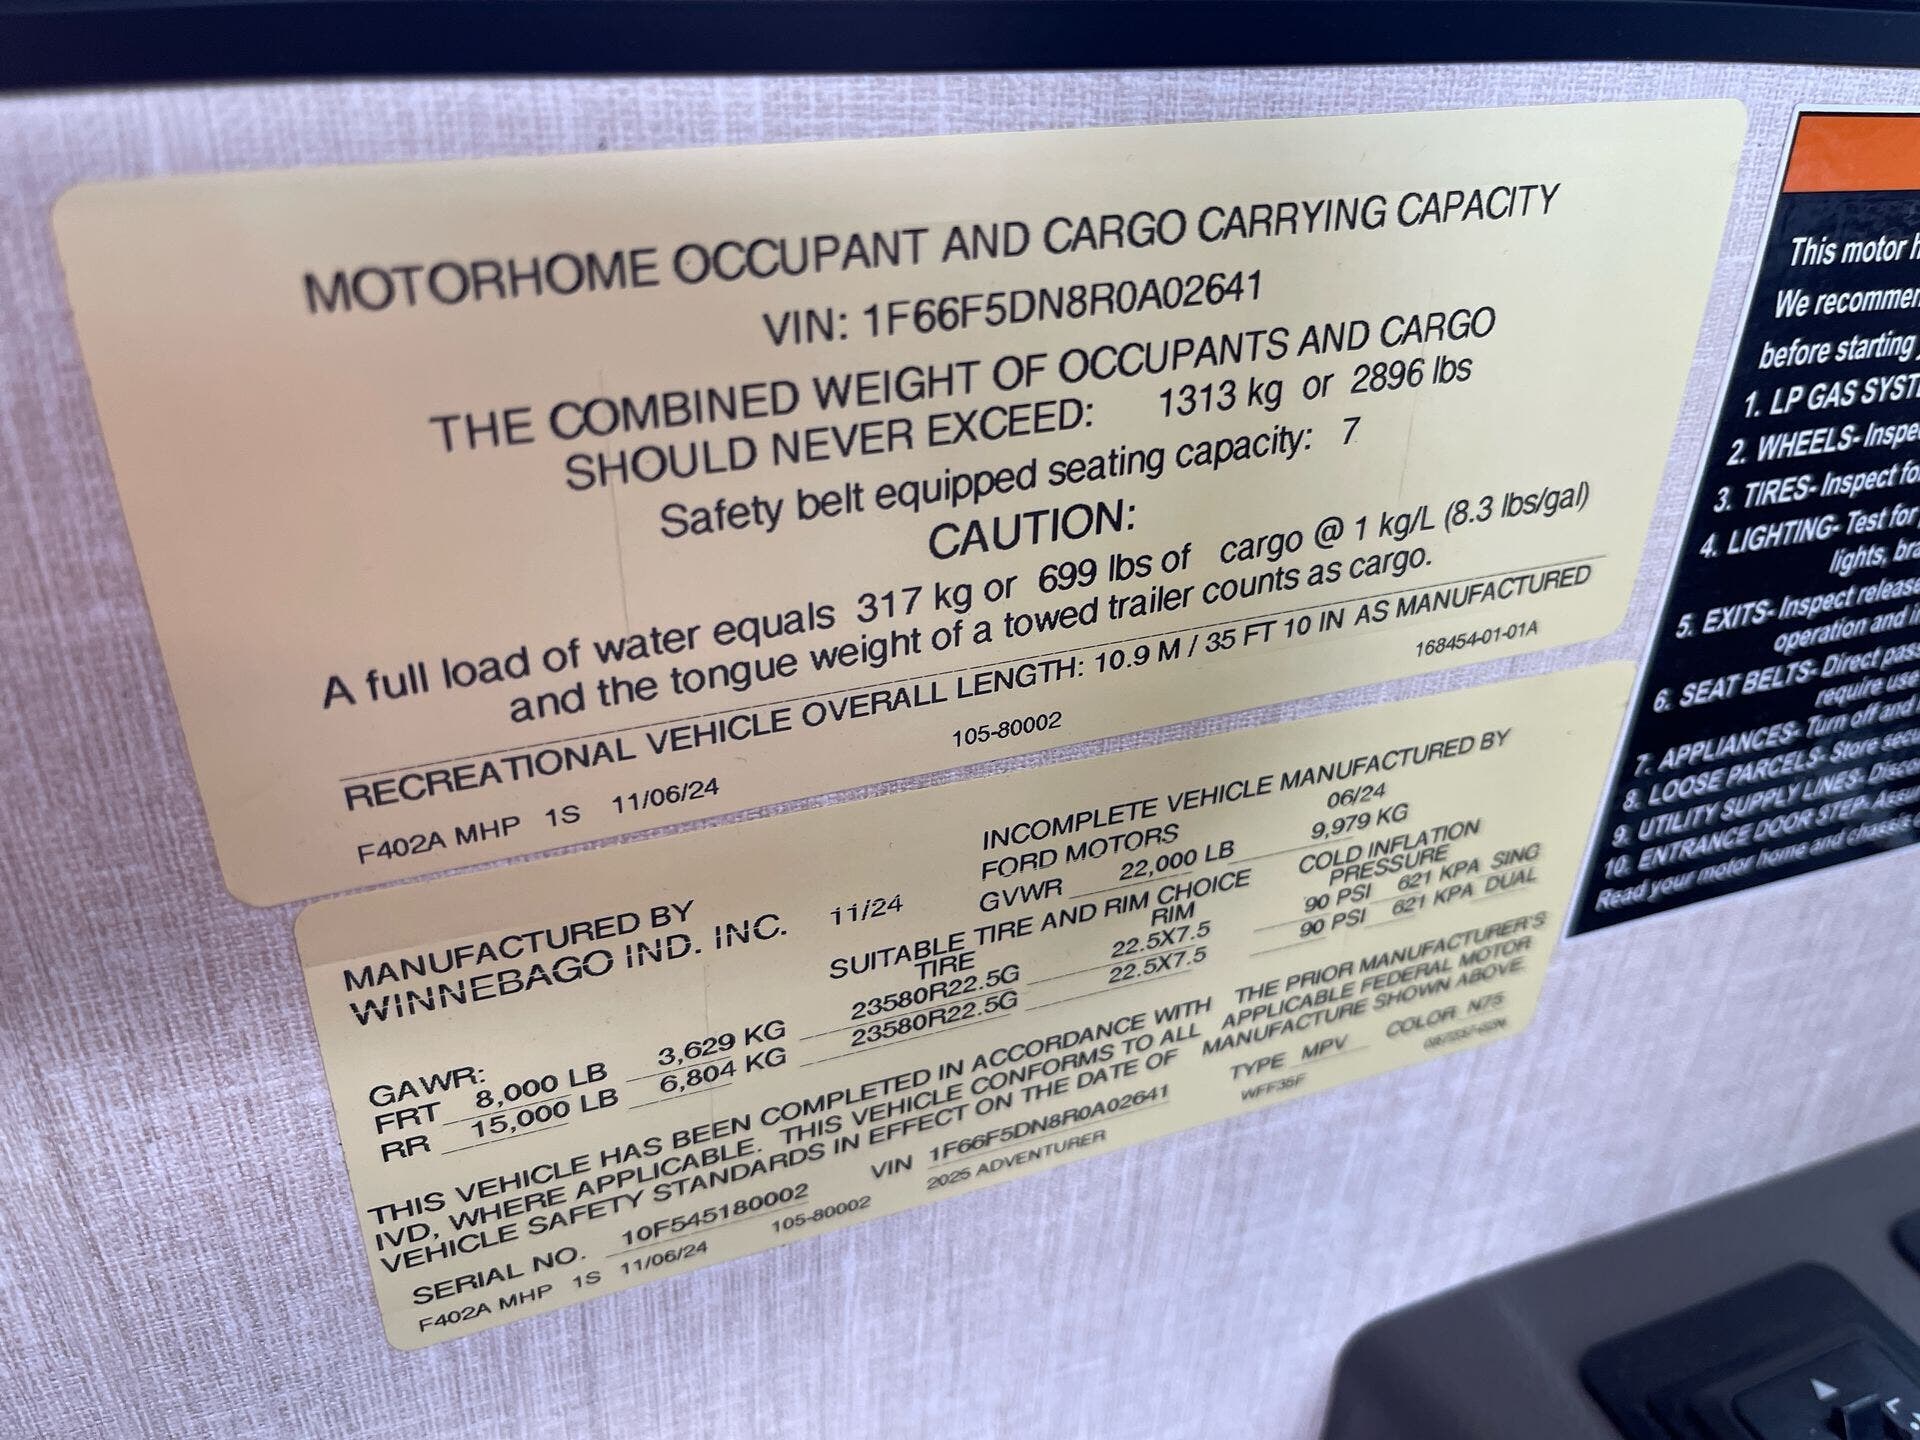 MOTORHOME OCCUPANT AND CARGO CARRYING CAPACITY
VIN: 1F66F5DN8R0A02641
THE COMBINED WEIGHT OF OCCUPANTS AND CARGO
SHOULD NEVER EXCEED: 1313 kg or 2896 lbs
Safety belt equipped seating capacity: 7
CAUTION:
A full load of water equals 317 kg or 699 lbs of cargo @ 1 kg/L (8.3 lbs/gal)
and the tongue weight of a towed trailer counts as cargo.
RECREATIONAL VEHICLE OVERALL LENGTH: 10.9 M / 35 FT 10 IN AS MANUFACTURED
F402A MHP 1S 11/06/24 105-80002 168454-01-01A
MANUFACTURED BY
WINNEBAGO IND. INC. 11/24
INCOMPLETE VEHICLE MANUFACTURED BY
FORD MOTORS 06/24
GVWR 22,000 LB 9,979 KG
SUITABLE TIRE AND RIM CHOICE COLD INFLATION
TIRE RIM PRESSURE
GAWR:
FRT 8,000 LB 3,629 KG 23580R22.5G 22.5X7.5 90 PSI 621 KPA SING
RR 15,000 LB 6,804 KG 23580R22.5G 22.5X7.5 90 PSI 621 KPA DUAL
THIS VEHICLE HAS BEEN COMPLETED IN ACCORDANCE WITH THE PRIOR MANUFACTURER'S
IVD, WHERE APPLICABLE. THIS VEHICLE CONFORMS TO ALL APPLICABLE FEDERAL MOTOR
VEHICLE SAFETY STANDARDS IN EFFECT ON THE DATE OF MANUFACTURE SHOWN ABOVE.
SERIAL NO. 10F545180002 VIN 1F66F5DN8R0A02641 TYPE MPV COLOR N75
F402A MHP 1S 11/06/24 105-80002 2025 ADVENTURER WFF35F
This motor
We recommen
before starting
1. LP GAS SYST
2. WHEELS- Inspe
3. TIRES- Inspect fo
4. LIGHTING- Test for
lights, bra
5. EXITS- Inspect release
operation and
6. SEAT BELTS- Direct pas
require use
7. APPLIANCES- Turn off and
8. LOOSE PARCELS- Store secu
9. UTILITY SUPPLY LINES- Disco
10. ENTRANCE DOOR STEP- Assu
Read your motor home and chassis